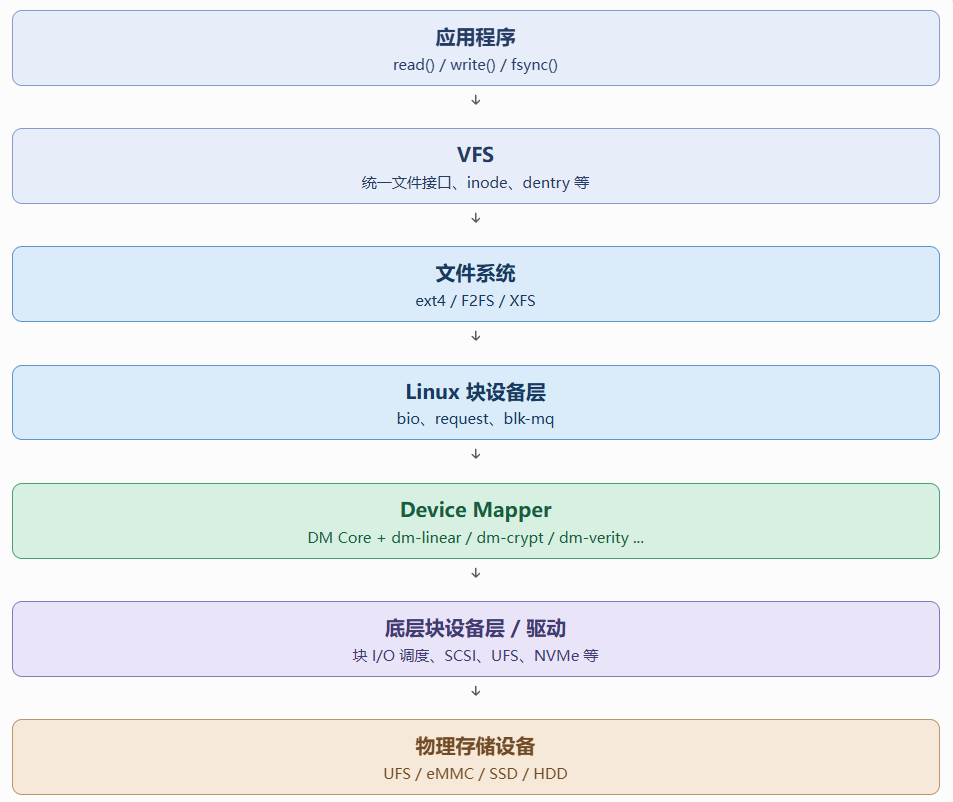 应用程序
read() / write() / fsync()
↓
VFS
统一文件接口、inode、dentry 等
↓
文件系统
ext4 / F2FS / XFS
↓
Linux 块设备层
bio、request、blk-mq
↓
Device Mapper
DM Core + dm-linear / dm-crypt / dm-verity ...
↓
底层块设备层 / 驱动
块 I/O 调度、SCSI、UFS、NVMe 等
↓
物理存储设备
UFS / eMMC / SSD / HDD